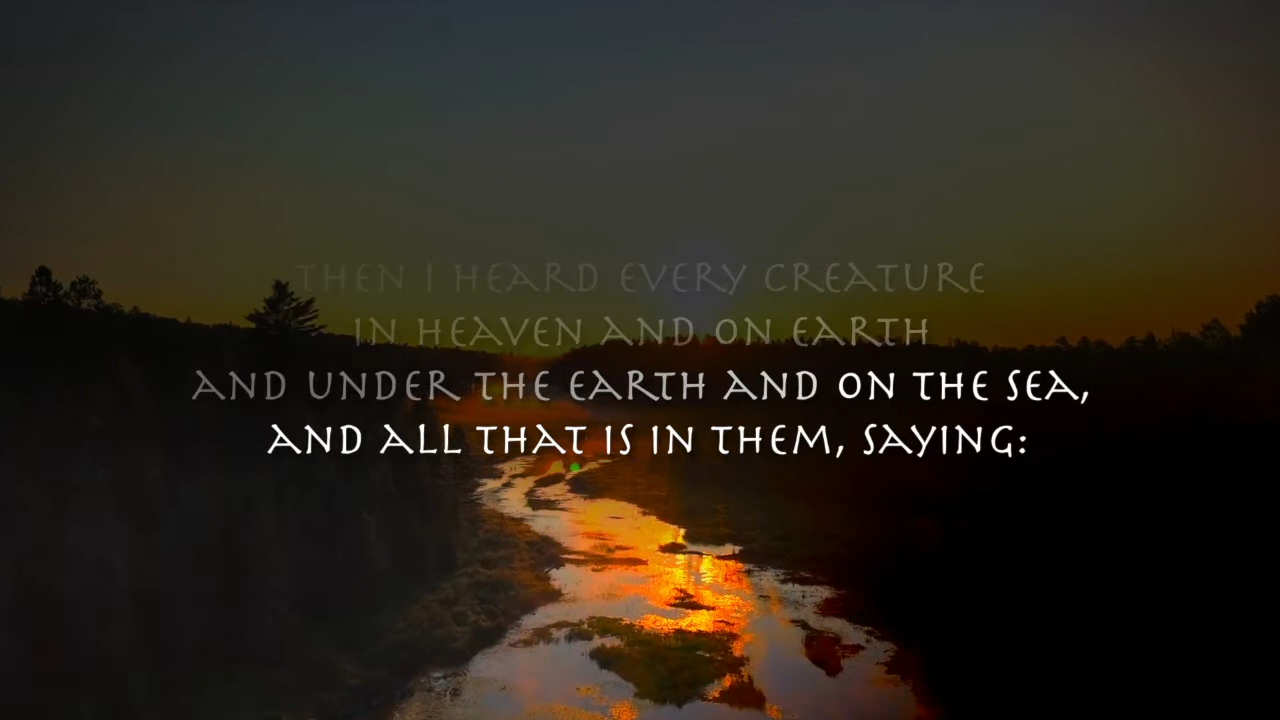 THEN I HEARD EVERY CREATURE
IN HEAVEN AND ON EARTH
AND UNDER THE EARTH AND ON THE SEA,
AND ALL THAT IS IN THEM, SAYING: